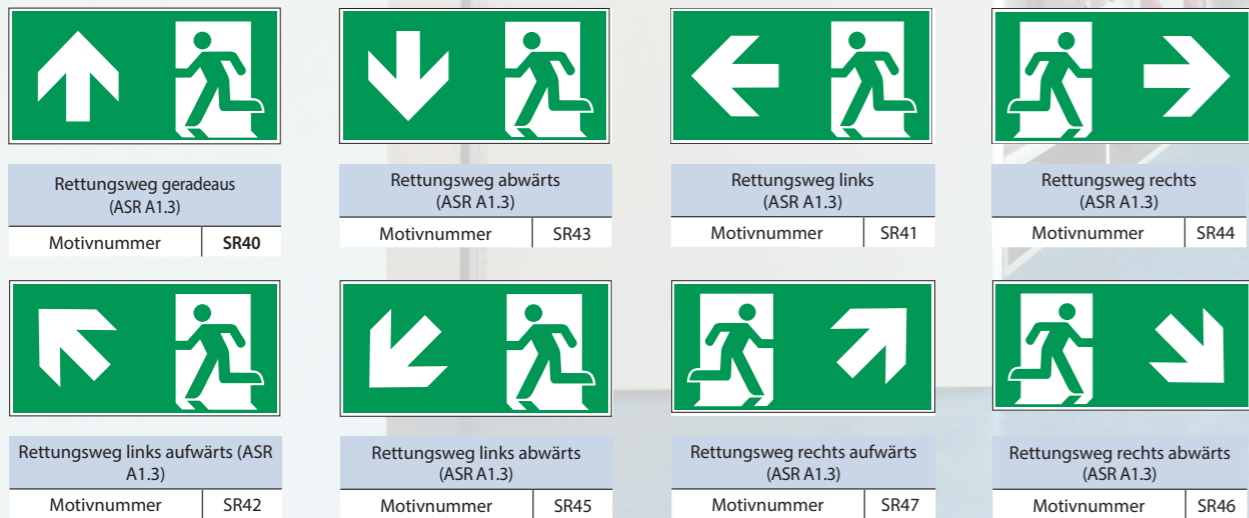 Rettungsweg geradeaus
(ASR A1.3)
Motivnummer SR40
Rettungsweg abwärts
(ASR A1.3)
Motivnummer SR43
Rettungsweg links
(ASR A1.3)
Motivnummer SR41
Rettungsweg rechts
(ASR A1.3)
Motivnummer SR44
Rettungsweg links aufwärts (ASR
A1.3)
Motivnummer SR42
Rettungsweg links abwärts
(ASR A1.3)
Motivnummer SR45
Rettungsweg rechts aufwärts
(ASR A1.3)
Motivnummer SR47
Rettungsweg rechts abwärts
(ASR A1.3)
Motivnummer SR46